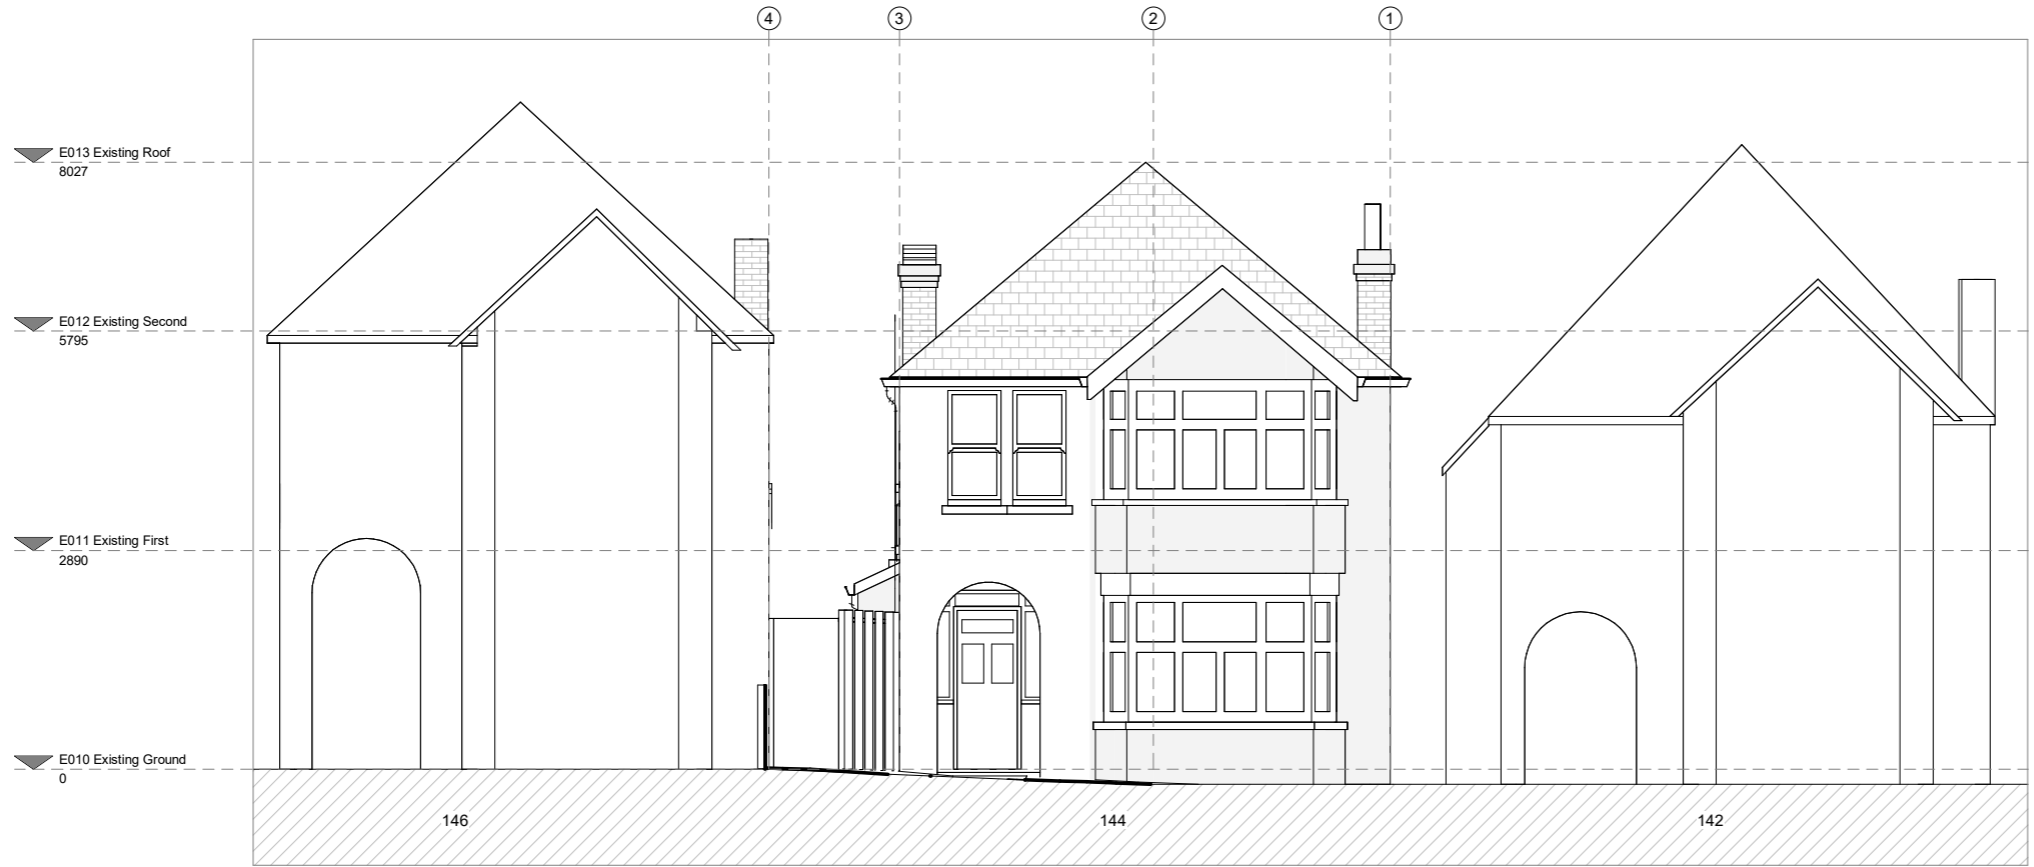 4 3 2 1
E013 Existing Roof
8027
E012 Existing Second
5795
E011 Existing First
2890
E010 Existing Ground
0
146 144 142